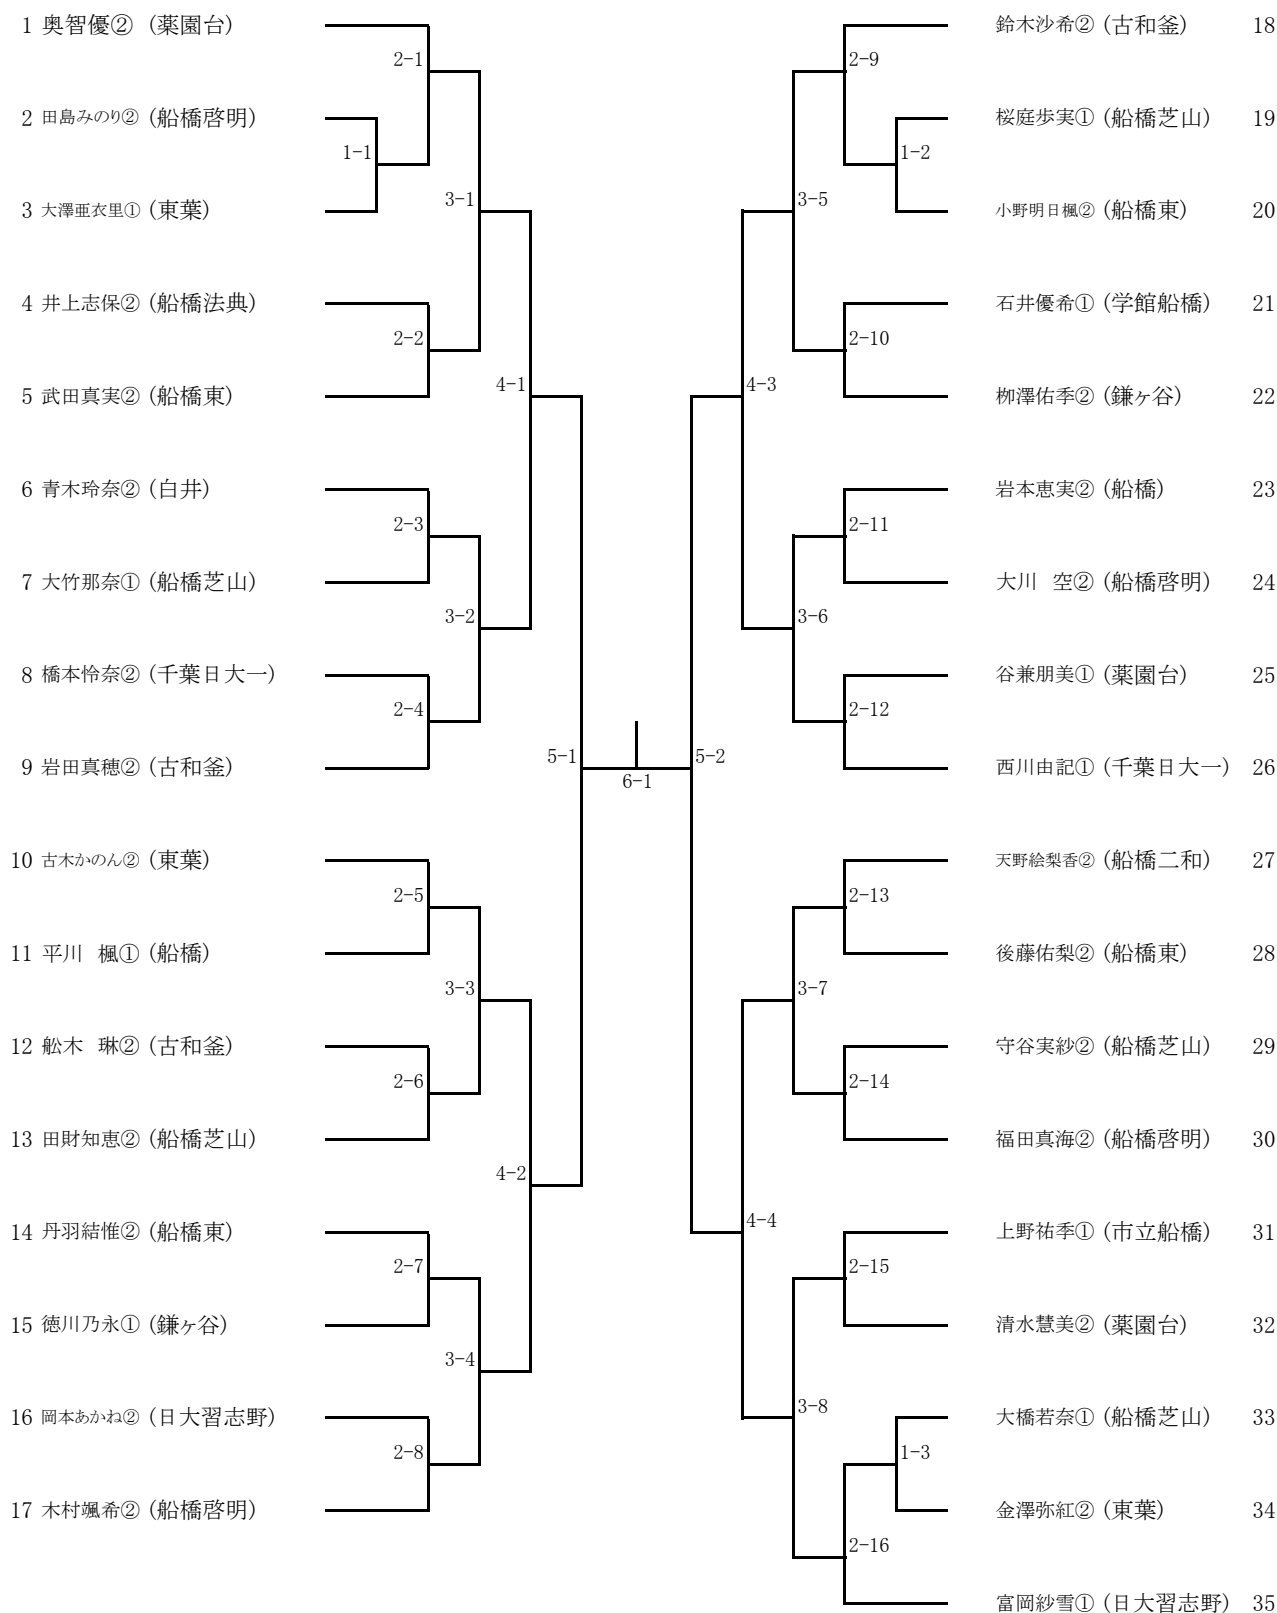 1 奥智優② (薬園台)
2 田島みのり② (船橋啓明)
3 大澤亜衣里① (東葉)
4 井上志保② (船橋法典)
5 武田真実② (船橋東)
6 青木玲奈② (白井)
7 大竹那奈① (船橋芝山)
8 橋本怜奈② (千葉日大一)
9 岩田真穂② (古和釜)
10 古木かのん② (東葉)
11 平川 楓① (船橋)
12 舩木 琳② (古和釜)
13 田財知恵② (船橋芝山)
14 丹羽結惟② (船橋東)
15 徳川乃永① (鎌ヶ谷)
16 岡本あかね② (日大習志野)
17 木村颯希② (船橋啓明)
2-1
1-1
3-1
2-2
4-1
2-3
3-2
2-4
5-1
2-5
3-3
2-6
4-2
2-7
3-4
2-8
6-1
2-9
1-2
3-5
2-10
4-3
2-11
3-6
2-12
5-2
2-13
3-7
2-14
4-4
2-15
3-8
1-3
2-16
鈴木沙希② (古和釜) 18
桜庭歩実① (船橋芝山) 19
小野明日楓② (船橋東) 20
石井優希① (学館船橋) 21
栁澤佑季② (鎌ヶ谷) 22
岩本恵実② (船橋) 23
大川 空② (船橋啓明) 24
谷兼朋美① (薬園台) 25
西川由記① (千葉日大一) 26
天野絵梨香② (船橋二和) 27
後藤佑梨② (船橋東) 28
守谷実紗② (船橋芝山) 29
福田真海② (船橋啓明) 30
上野祐季① (市立船橋) 31
清水慧美② (薬園台) 32
大橋若奈① (船橋芝山) 33
金澤弥紅② (東葉) 34
富岡紗雪① (日大習志野) 35